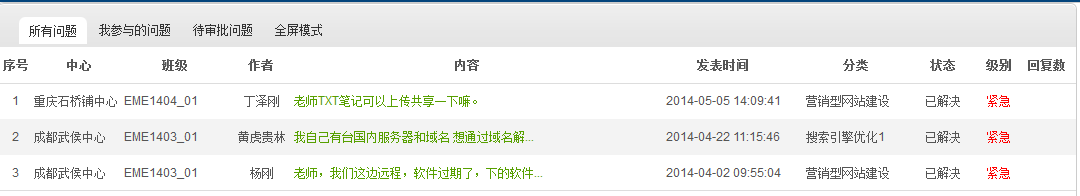 所有问题 我参与的问题 待审批问题 全屏模式
序号 中心 班级 作者 内容 发表时间 分类 状态 级别 回复数
1 重庆石桥铺中心 EME1404_01 丁泽刚 老师TXT笔记可以上传共享一下嘛。 2014-05-05 14:09:41 营销型网站建设 已解决 紧急
2 成都武侯中心 EME1403_01 黄虎贵林 我自己有台国内服务器和域名 想通过域名解... 2014-04-22 11:15:46 搜索引擎优化1 已解决 紧急
3 成都武侯中心 EME1403_01 杨刚 老师，我们这边远程，软件过期了，下的软件... 2014-04-02 09:55:04 营销型网站建设 已解决 紧急